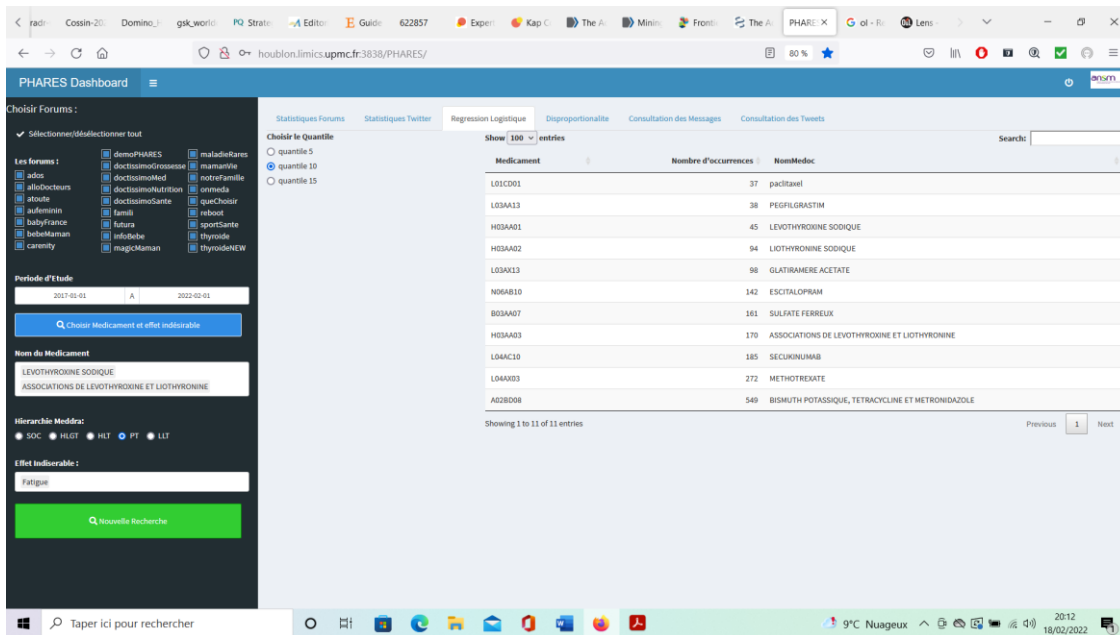 radr-
Cossin-20
Domino_
gsk_world
PQ Strate
Editor
Guide
622857
Expert
Kap C
The A
Minin
Fronti
The A
PHARE
ol - R
Lens -
houblon.limics.upmc.fr:3838/PHARES/
80 %
PHARES Dashboard
ansm
Choisir Forums :
Sélectionner/désélectionner tout
Les forums :
ados
alloDocteurs
atoute
aufeminin
babyFrance
bebeMaman
carenity
demoPHARES
doctissimoGrossesse
doctissimoMed
doctissimoNutrition
doctissimoSante
famili
futura
infoBebe
magicMaman
maladieRares
mamanVie
notreFamille
onmeda
queChoisir
reboot
sportSante
thyroide
thyroideNEW
Periode d'Etude
2017-01-01 A 2022-02-01
Choisir Medicament et effet indésirable
Nom du Medicament
LEVOTHYROXINE SODIQUE
ASSOCIATIONS DE LEVOTHYROXINE ET LIOTHYRONINE
Hierarchie Meddra:
SOC HLGT HLT PT LLT
Effet Indiserable :
Fatigue
Nouvelle Recherche
Statistiques Forums Statistiques Twitter Regression Logistique Disproportionalite Consultation des Messages Consultation des Tweets
Choisir le Quantile
quantile 5
quantile 10
quantile 15
Show 100 entries
Search:
Medicament Nombre d'occurrences NomMedoc
L01CD01 37 paclitaxel
L03AA13 38 PEGFILGRASTIM
H03AA01 45 LEVOTHYROXINE SODIQUE
H03AA02 94 LIOTHYRONINE SODIQUE
L03AX13 98 GLATIRAMERE ACETATE
N06AB10 142 ESCITALOPRAM
B03AA07 161 SULFATE FERREUX
H03AA03 170 ASSOCIATIONS DE LEVOTHYROXINE ET LIOTHYRONINE
L04AC10 185 SECUKINUMAB
L04AX03 272 METHOTREXATE
A02BD08 549 BISMUTH POTASSIQUE, TETRACYCLINE ET METRONIDAZOLE
Showing 1 to 11 of 11 entries
Previous 1 Next
Taper ici pour rechercher
9°C Nuageux
20:12
18/02/2022